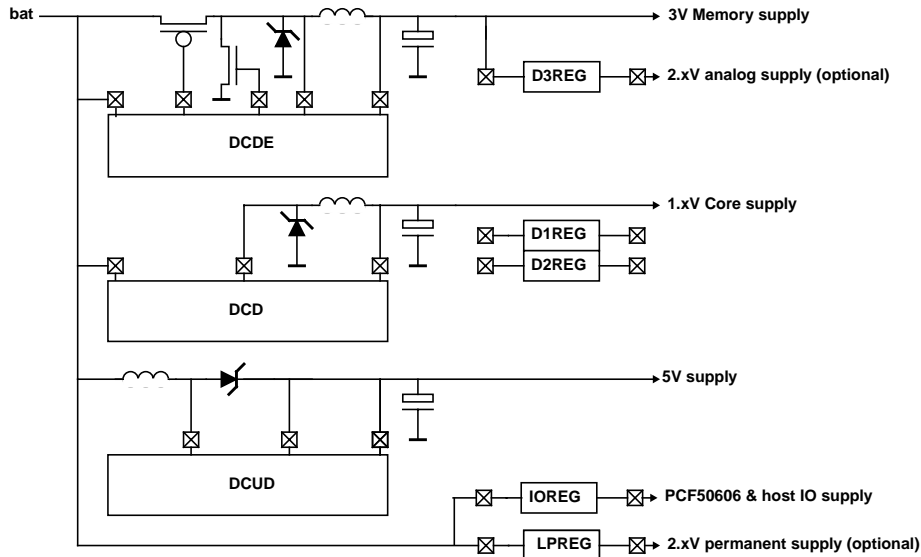 bat
3V Memory supply
D3REG
2.xV analog supply (optional)
DCDE
1.xV Core supply
D1REG
D2REG
DCD
5V supply
DCUD
IOREG
PCF50606 & host IO supply
LPREG
2.xV permanent supply (optional)